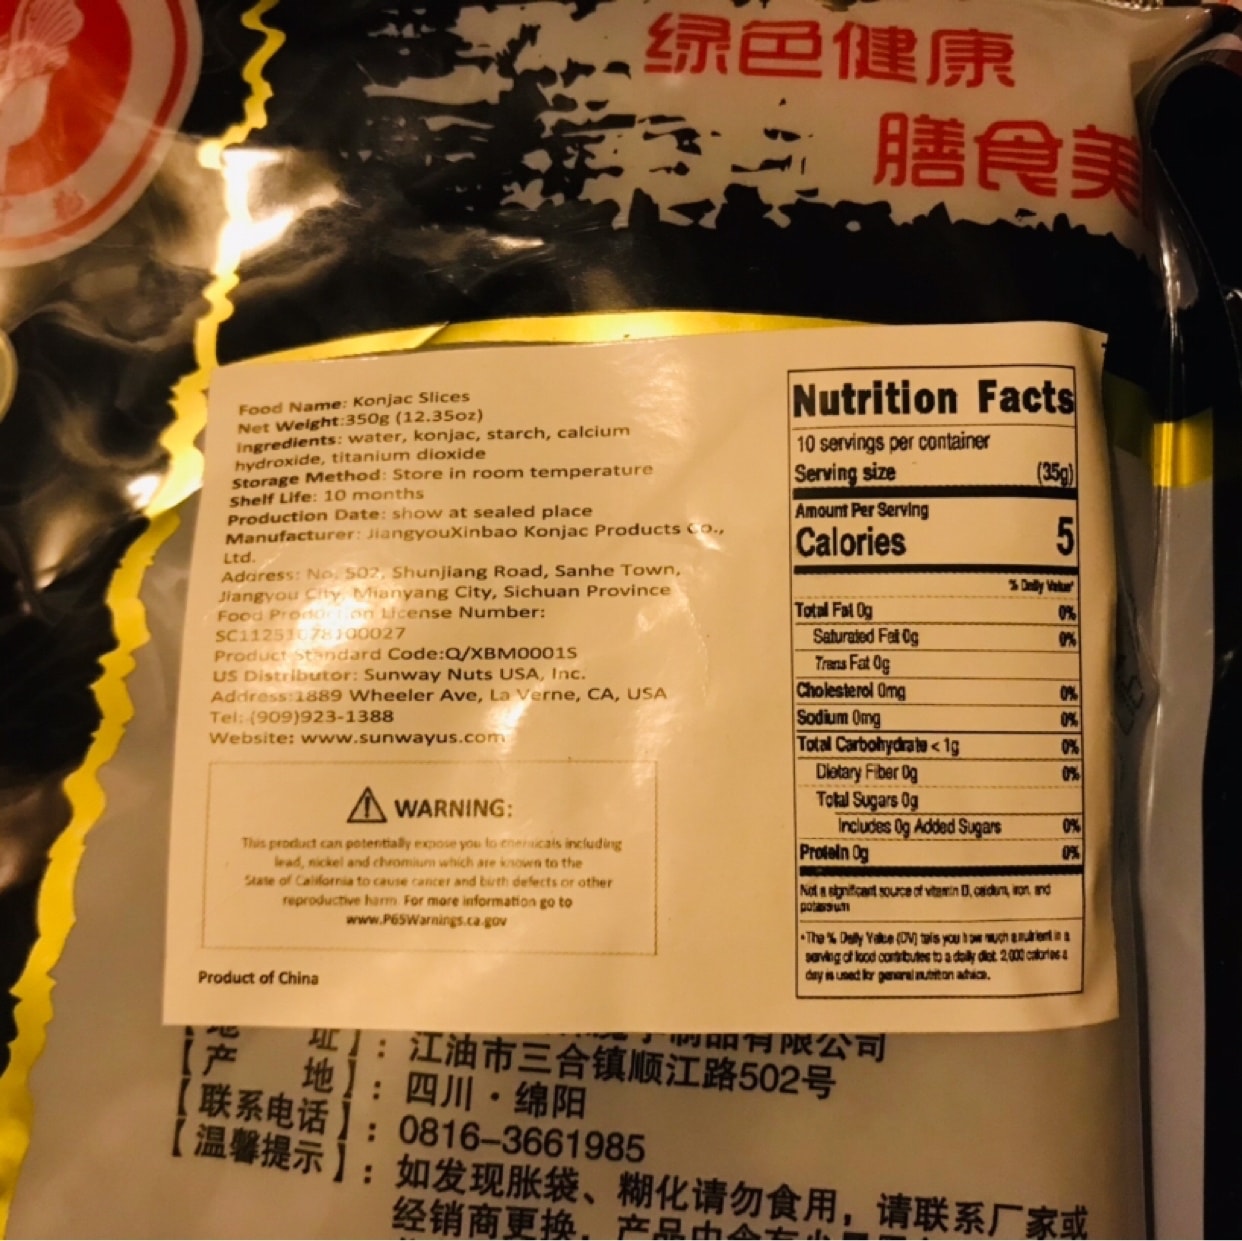 绿色健康
膳食美
Food Name: Konjac Slices
Net Weight:350g (12.35oz)
Ingredients: water, konjac, starch, calcium
hydroxide, titanium dioxide
Storage Method: Store in room temperature
Shelf Life: 10 months
Production Date: show at sealed place
Manufacturer: JiangyouXinbao Konjac Products Co.,
Ltd.
Address: No. 502, Shunjiang Road, Sanhe Town,
Jiangyou City, Mianyang City, Sichuan Province
Food Production License Number:
SC11251078100027
Product Standard Code:Q/XBM0001S
US Distributor: Sunway Nuts USA, Inc.
Address:1889 Wheeler Ave, La Verne, CA, USA
Tel: (909)923-1388
Website: www.sunwayus.com
WARNING:
This product can potentially expose you to chemicals including
lead, nickel and chromium which are known to the
State of California to cause cancer and birth defects or other
reproductive harm. For more information go to
www.P65Warnings.ca.gov
Product of China
Nutrition Facts
10 servings per container
Serving size (35g)
Amount Per Serving
Calories 5
% Daily Value*
Total Fat 0g 0%
Saturated Fat 0g 0%
Trans Fat 0g
Cholesterol 0mg 0%
Sodium 0mg 0%
Total Carbohydrate < 1g 0%
Dietary Fiber 0g 0%
Total Sugars 0g
Includes 0g Added Sugars 0%
Protein 0g 0%
Not a significant source of vitamin D, calcium, iron, and
potassium
*The % Daily Value (DV) tells you how much a nutrient in a
serving of food contributes to a daily diet. 2,000 calories a
day is used for general nutrition advice.
制品有限公司
【地 址】：江油市三合镇顺江路502号
【产 地】：四川·绵阳
【联系电话】：0816-3661985
【温馨提示】：如发现胀袋、糊化请勿食用，请联系厂家或
经销商更换，产品中含有少